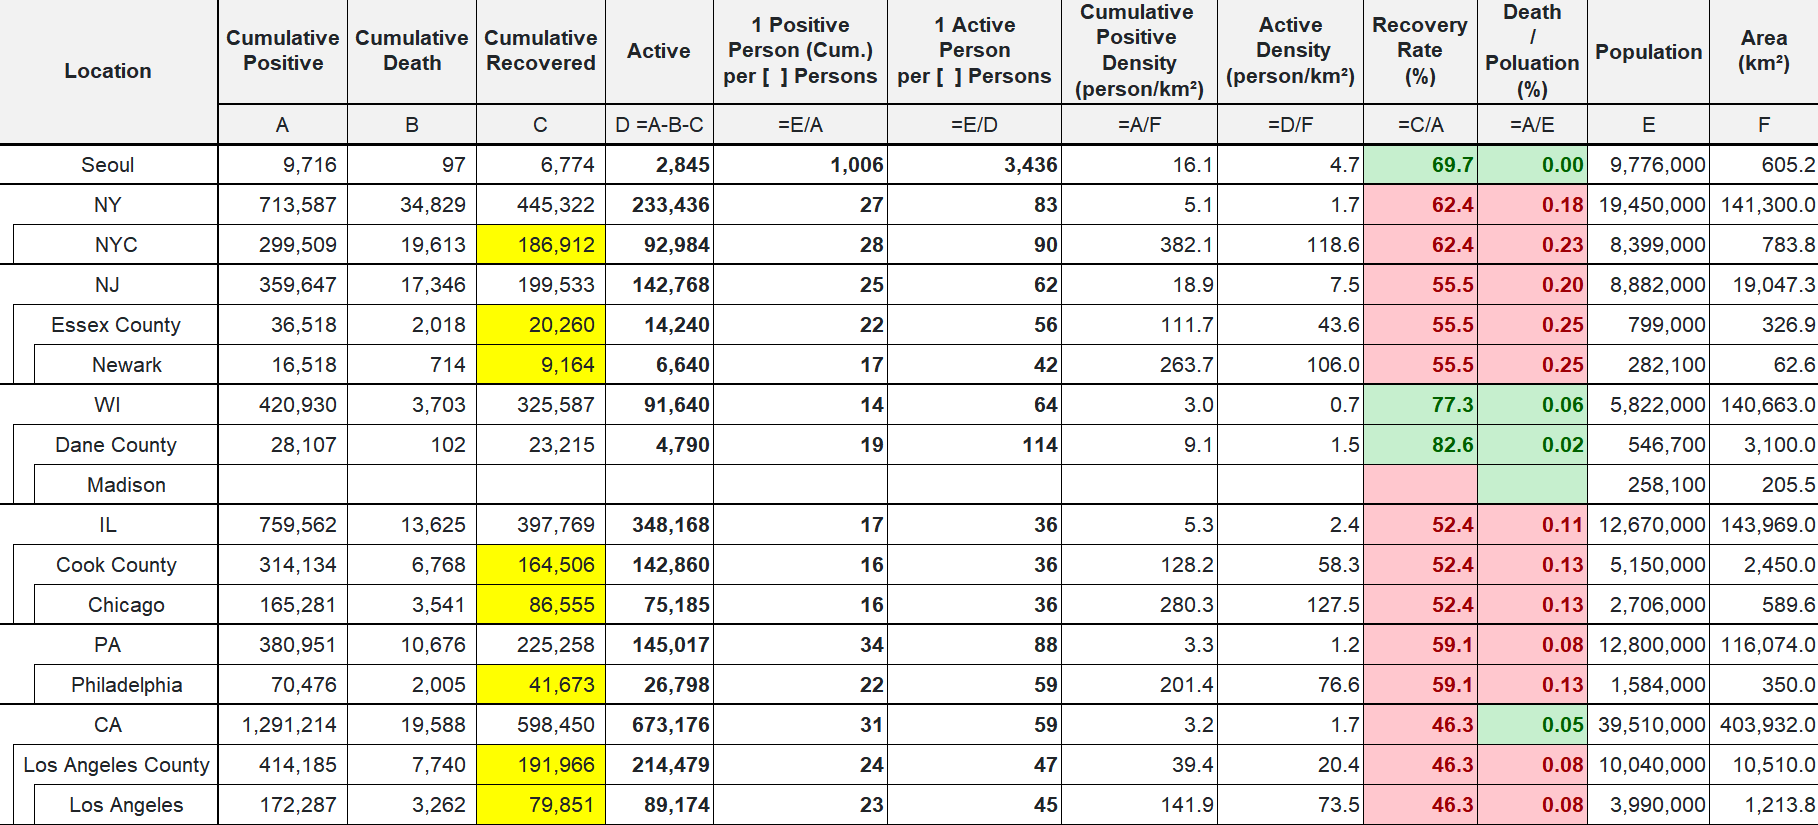 Location Cumulative Positive Cumulative Death Cumulative Recovered Active 1 Positive Person (Cum.) per [ ] Persons 1 Active Person per [ ] Persons Cumulative Positive Density (person/km²) Active Density (person/km²) Recovery Rate (%) Death / Poluation (%) Population Area (km²)
A B C D =A-B-C =E/A =E/D =A/F =D/F =C/A =A/E E F
Seoul 9,716 97 6,774 2,845 1,006 3,436 16.1 4.7 69.7 0.00 9,776,000 605.2
NY 713,587 34,829 445,322 233,436 27 83 5.1 1.7 62.4 0.18 19,450,000 141,300.0
NYC 299,509 19,613 186,912 92,984 28 90 382.1 118.6 62.4 0.23 8,399,000 783.8
NJ 359,647 17,346 199,533 142,768 25 62 18.9 7.5 55.5 0.20 8,882,000 19,047.3
Essex County 36,518 2,018 20,260 14,240 22 56 111.7 43.6 55.5 0.25 799,000 326.9
Newark 16,518 714 9,164 6,640 17 42 263.7 106.0 55.5 0.25 282,100 62.6
WI 420,930 3,703 325,587 91,640 14 64 3.0 0.7 77.3 0.06 5,822,000 140,663.0
Dane County 28,107 102 23,215 4,790 19 114 9.1 1.5 82.6 0.02 546,700 3,100.0
Madison 258,100 205.5
IL 759,562 13,625 397,769 348,168 17 36 5.3 2.4 52.4 0.11 12,670,000 143,969.0
Cook County 314,134 6,768 164,506 142,860 16 36 128.2 58.3 52.4 0.13 5,150,000 2,450.0
Chicago 165,281 3,541 86,555 75,185 16 36 280.3 127.5 52.4 0.13 2,706,000 589.6
PA 380,951 10,676 225,258 145,017 34 88 3.3 1.2 59.1 0.08 12,800,000 116,074.0
Philadelphia 70,476 2,005 41,673 26,798 22 59 201.4 76.6 59.1 0.13 1,584,000 350.0
CA 1,291,214 19,588 598,450 673,176 31 59 3.2 1.7 46.3 0.05 39,510,000 403,932.0
Los Angeles County 414,185 7,740 191,966 214,479 24 47 39.4 20.4 46.3 0.08 10,040,000 10,510.0
Los Angeles 172,287 3,262 79,851 89,174 23 45 141.9 73.5 46.3 0.08 3,990,000 1,213.8